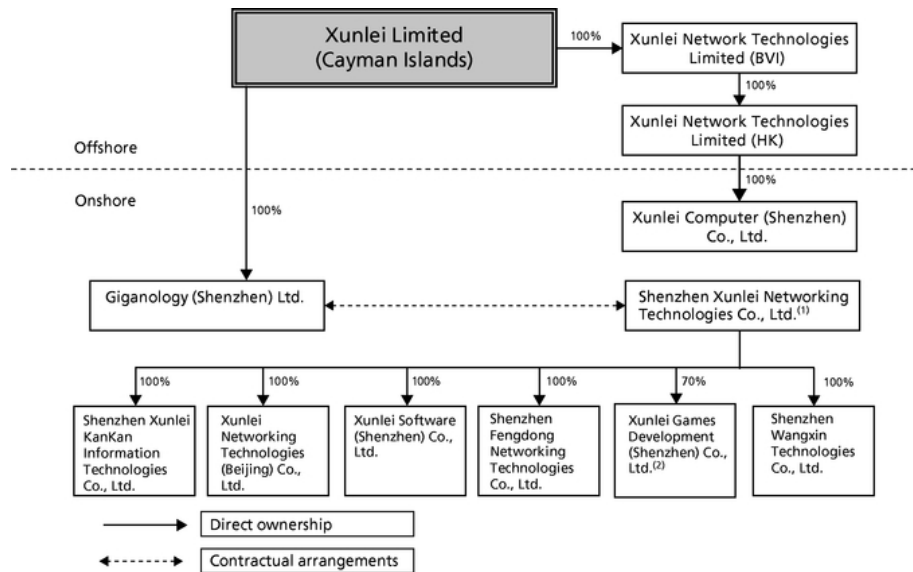 Xunlei Limited
(Cayman Islands)
100%
Xunlei Network Technologies
Limited (BVI)
100%
Xunlei Network Technologies
Limited (HK)
Offshore
100%
Onshore
100%
Xunlei Computer (Shenzhen)
Co., Ltd.
Giganology (Shenzhen) Ltd.
Shenzhen Xunlei Networking
Technologies Co., Ltd.(1)
100%
100%
100%
100%
70%
100%
Shenzhen Xunlei
KanKan
Information
Technologies
Co., Ltd.
Xunlei
Networking
Technologies
(Beijing) Co.,
Ltd.
Xunlei Software
(Shenzhen) Co.,
Ltd.
Shenzhen
Fengdong
Networking
Technologies
Co., Ltd.
Xunlei Games
Development
(Shenzhen) Co.,
Ltd.(2)
Shenzhen
Wangxin
Technologies
Co., Ltd.
Direct ownership
Contractual arrangements